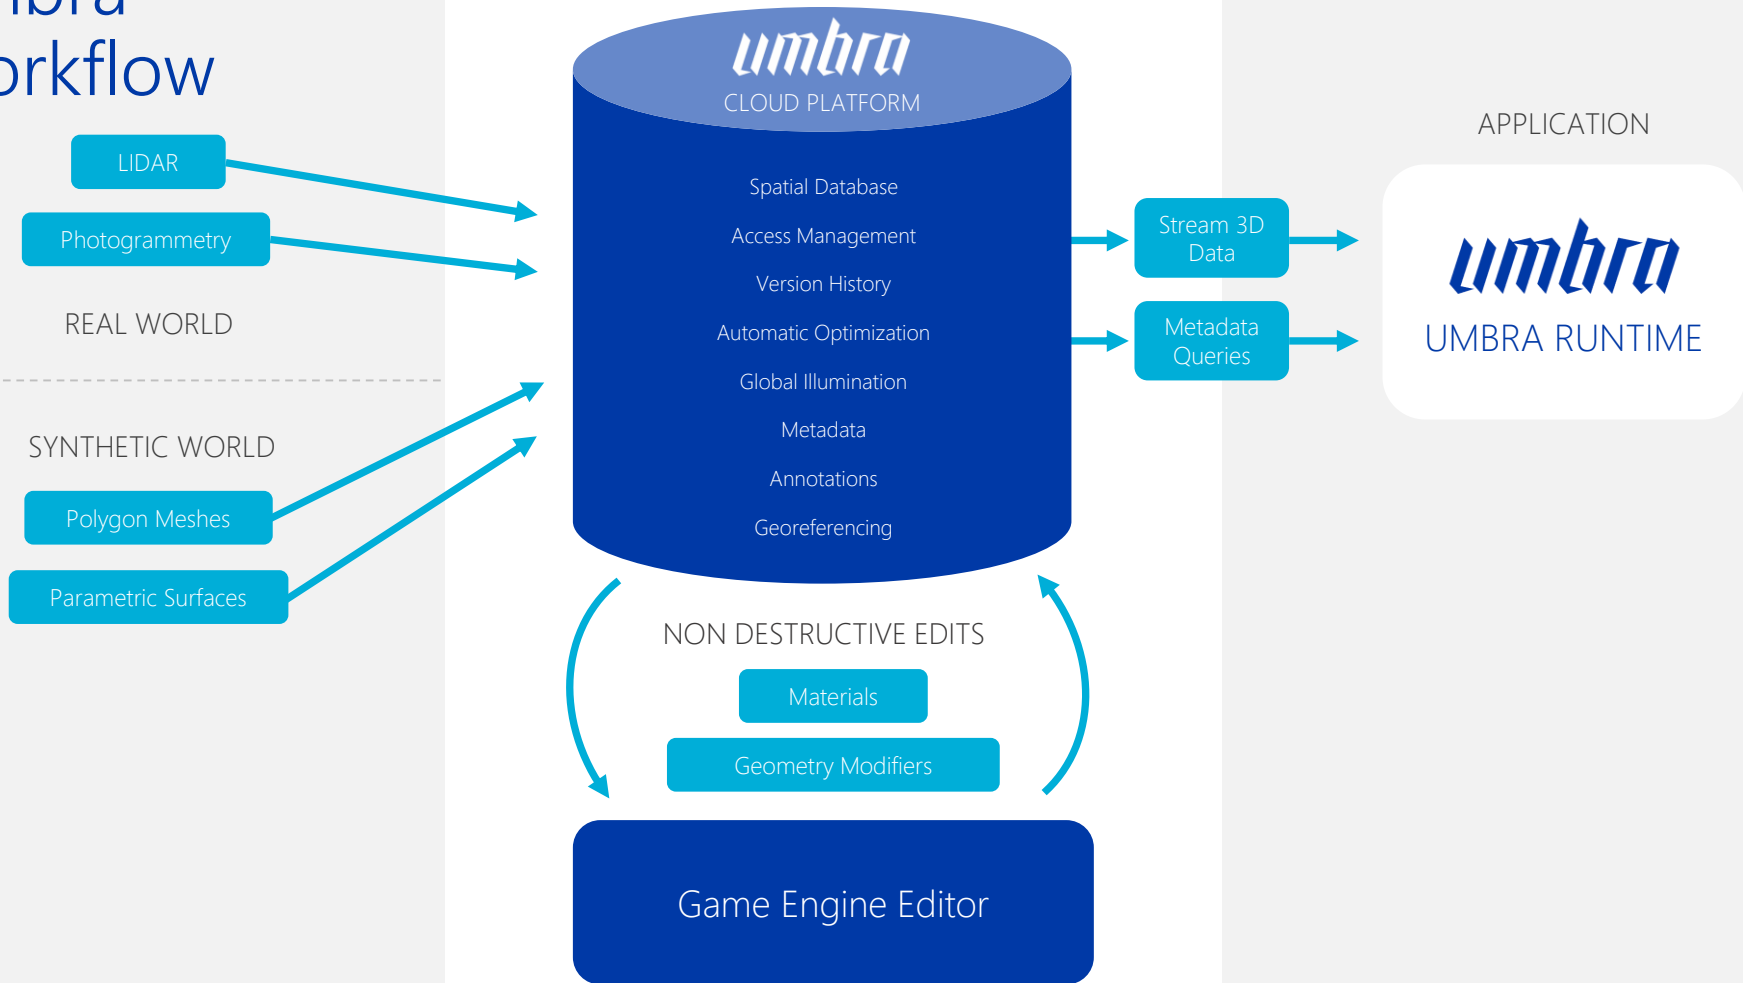 orkflow
LIDAR
Photogrammetry
REAL WORLD
SYNTHETIC WORLD
Polygon Meshes
Parametric Surfaces
umbra
CLOUD PLATFORM
Spatial Database
Access Management
Version History
Automatic Optimization
Global Illumination
Metadata
Annotations
Georeferencing
NON DESTRUCTIVE EDITS
Materials
Geometry Modifiers
Game Engine Editor
Stream 3D
Data
Metadata
Queries
APPLICATION
umbra
UMBRA RUNTIME